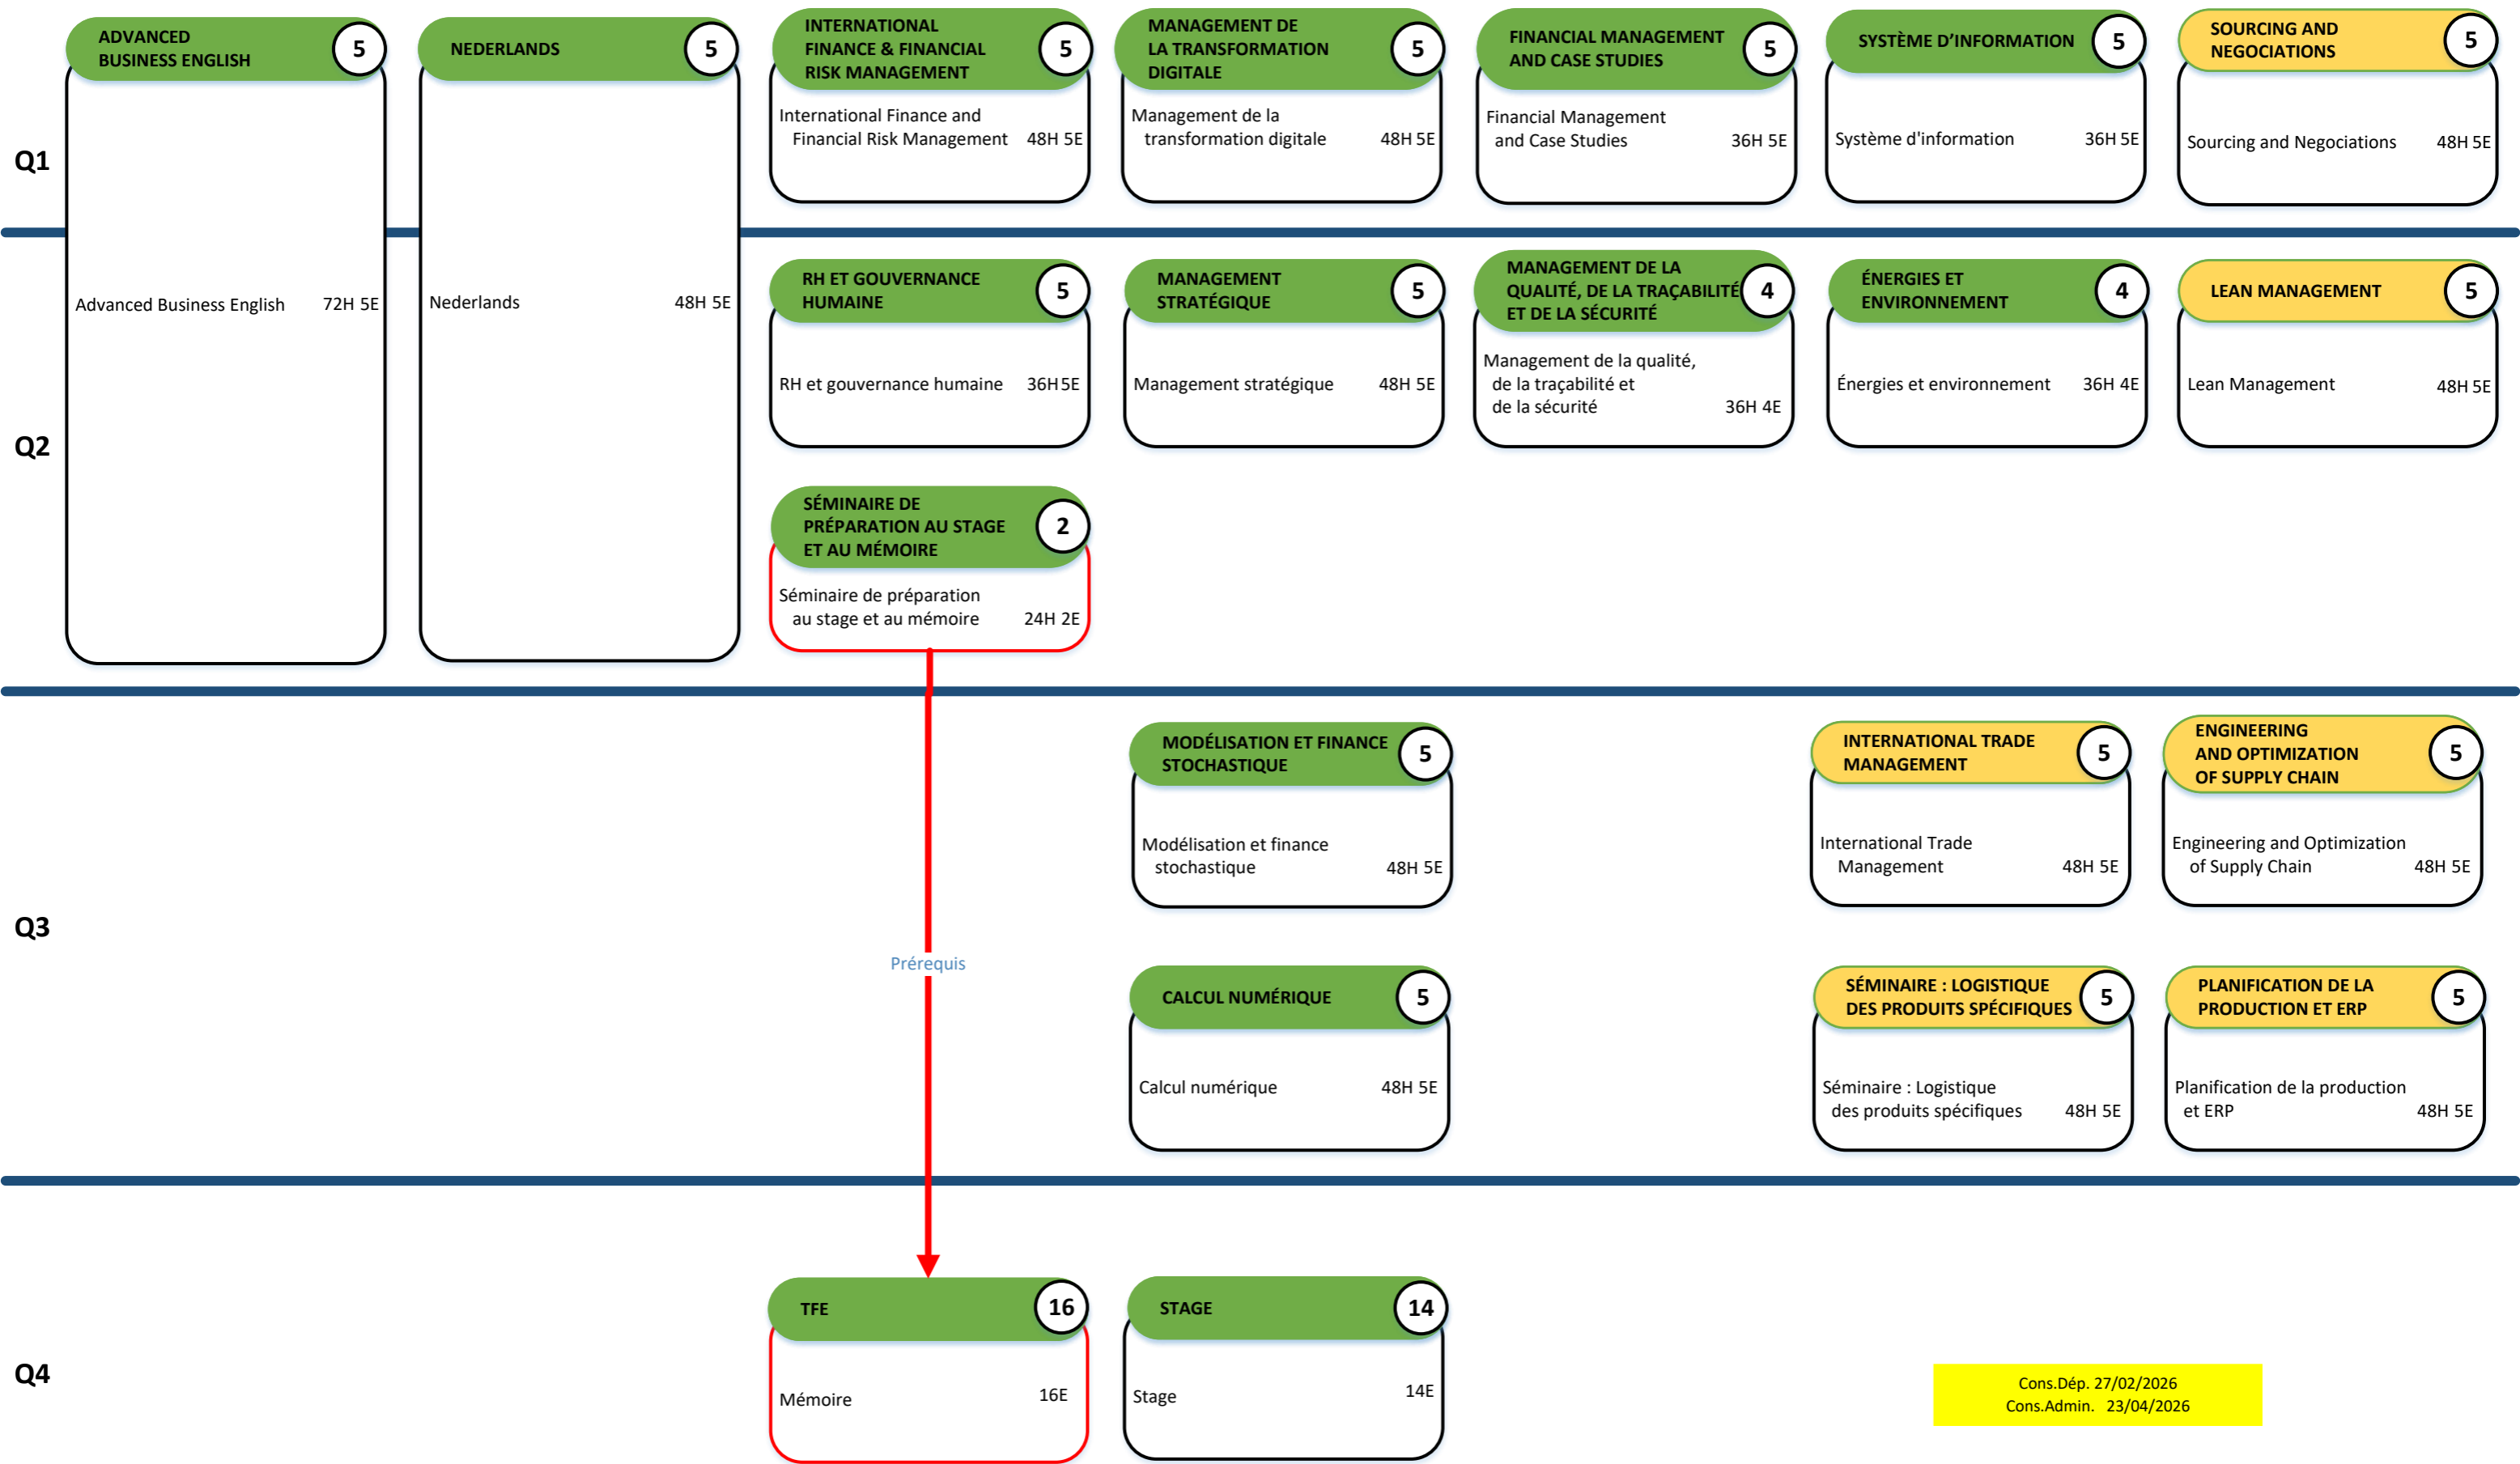 ADVANCED
BUSINESS ENGLISH
5
NEDERLANDS
5
INTERNATIONAL
FINANCE & FINANCIAL
RISK MANAGEMENT
5
MANAGEMENT DE
LA TRANSFORMATION
DIGITALE
5
FINANCIAL MANAGEMENT
AND CASE STUDIES
5
SYSTÈME D'INFORMATION
5
SOURCING AND
NEGOCIATIONS
5
Q1
International Finance and
Financial Risk Management 48H 5E
Management de la
transformation digitale 48H 5E
Financial Management
and Case Studies 36H 5E
Système d'information 36H 5E
Sourcing and Negociations 48H 5E
Q2
Advanced Business English 72H 5E
Nederlands 48H 5E
RH ET GOUVERNANCE
HUMAINE
5
RH et gouvernance humaine 36H 5E
MANAGEMENT
STRATÉGIQUE
5
Management stratégique 48H 5E
MANAGEMENT DE LA
QUALITÉ, DE LA TRAÇABILITÉ
ET DE LA SÉCURITÉ
4
Management de la qualité,
de la traçabilité et
de la sécurité 36H 4E
ÉNERGIES ET
ENVIRONNEMENT
4
Énergies et environnement 36H 4E
LEAN MANAGEMENT
5
Lean Management 48H 5E
SÉMINAIRE DE
PRÉPARATION AU STAGE
ET AU MÉMOIRE
2
Séminaire de préparation
au stage et au mémoire 24H 2E
Q3
Prérequis
MODÉLISATION ET FINANCE
STOCHASTIQUE
5
Modélisation et finance
stochastique 48H 5E
INTERNATIONAL TRADE
MANAGEMENT
5
International Trade
Management 48H 5E
ENGINEERING
AND OPTIMIZATION
OF SUPPLY CHAIN
5
Engineering and Optimization
of Supply Chain 48H 5E
CALCUL NUMÉRIQUE
5
Calcul numérique 48H 5E
SÉMINAIRE : LOGISTIQUE
DES PRODUITS SPÉCIFIQUES
5
Séminaire : Logistique
des produits spécifiques 48H 5E
PLANIFICATION DE LA
PRODUCTION ET ERP
5
Planification de la production
et ERP 48H 5E
Q4
TFE
16
Mémoire 16E
STAGE
14
Stage 14E
Cons.Dép. 27/02/2026
Cons.Admin. 23/04/2026